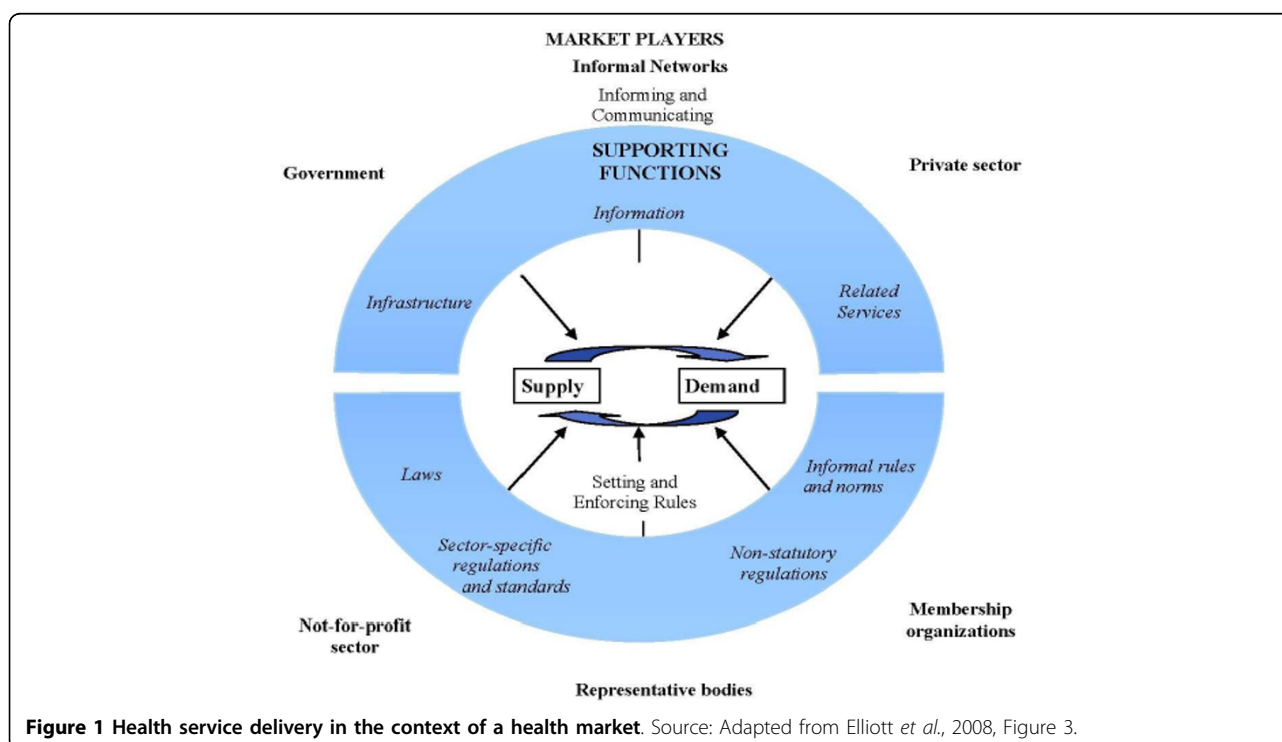 MARKET PLAYERS
Informal Networks
Informing and
Communicating
SUPPORTING
FUNCTIONS
Government
Private sector
Information
Infrastructure
Related
Services
Supply
Demand
Laws
Setting and
Enforcing Rules
Informal rules
and norms
Sector-specific
regulations
and standards
Non-statutory
regulations
Not-for-profit
sector
Membership
organizations
Representative bodies
Figure 1 Health service delivery in the context of a health market. Source: Adapted from Elliott et al., 2008, Figure 3.